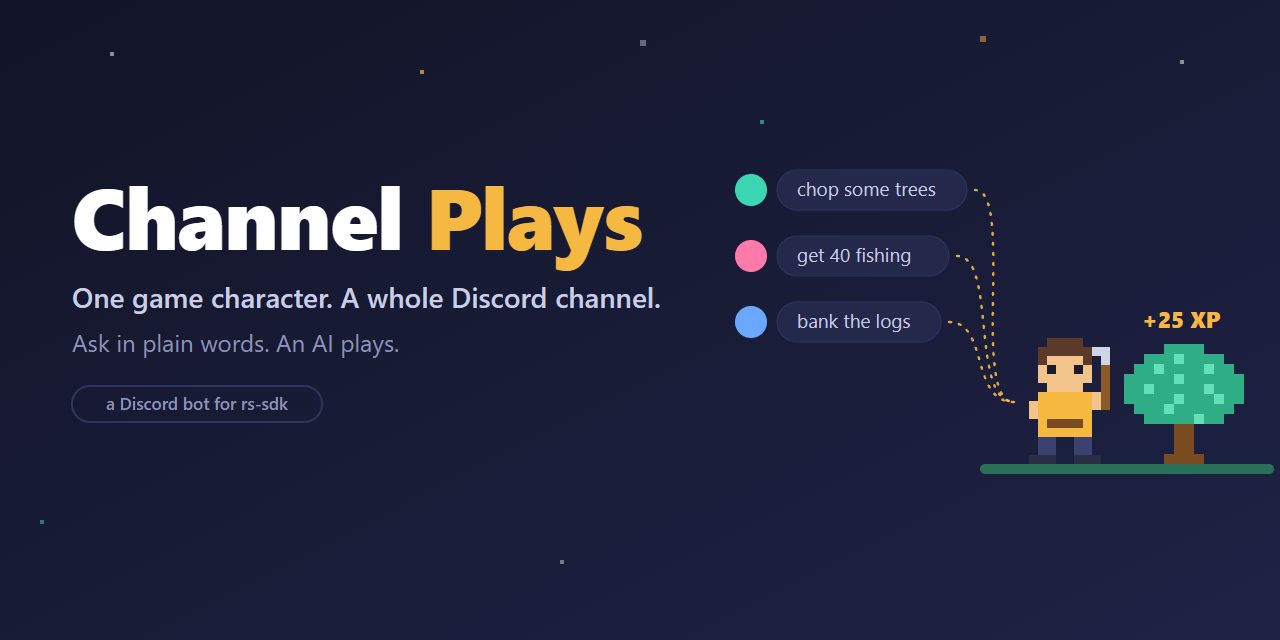 Channel Plays
One game character. A whole Discord channel.
Ask in plain words. An AI plays.
a Discord bot for rs-sdk
chop some trees
get 40 fishing
bank the logs
+25 XP